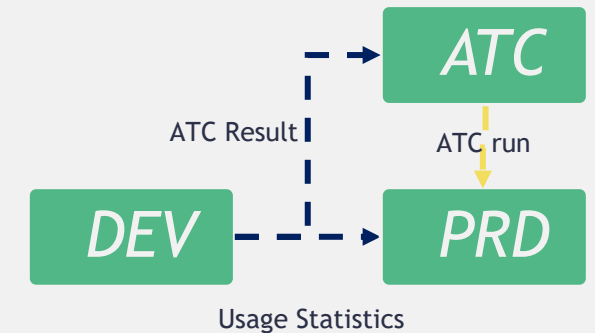 ATC
ATC Result
ATC run
DEV
PRD
Usage Statistics